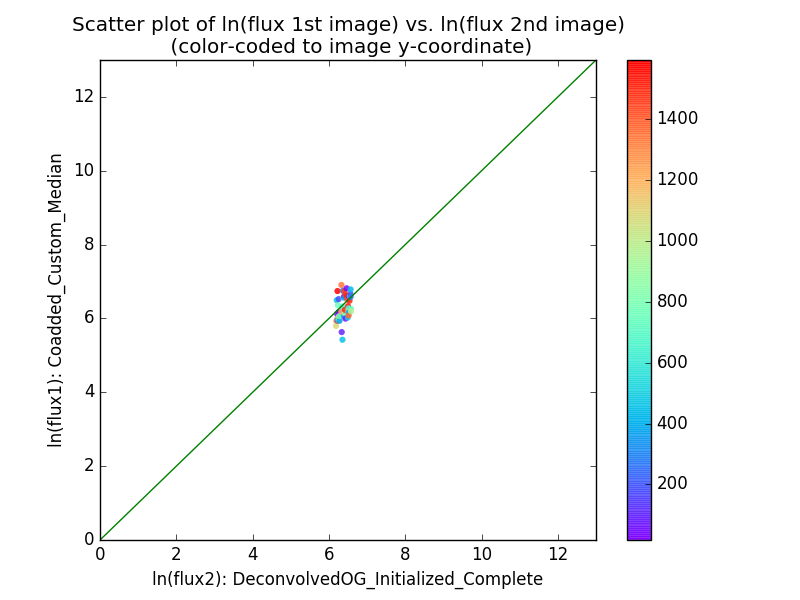 Scatter plot of ln(flux 1st image) vs. ln(flux 2nd image)
(color-coded to image y-coordinate)
ln(flux1): Coadded_Custom_Median
12
10
8
6
4
2
0
0 2 4 6 8 10 12
ln(flux2): DeconvolvedOG_Initialized_Complete
1400
1200
1000
800
600
400
200